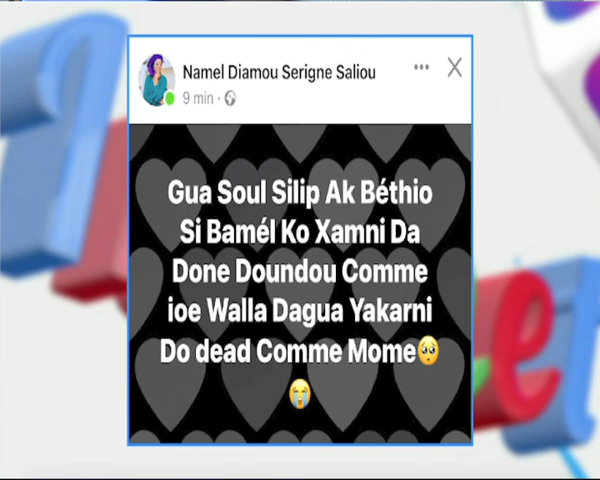 Namel Diamou Serigne Saliou
9 min
Gua Soul Silip Ak Béthio
Si Bamél Ko Xamni Da
Done Doundou Comme
ioe Walla Dagua Yakarni
Do dead Comme Mome🥺
😭